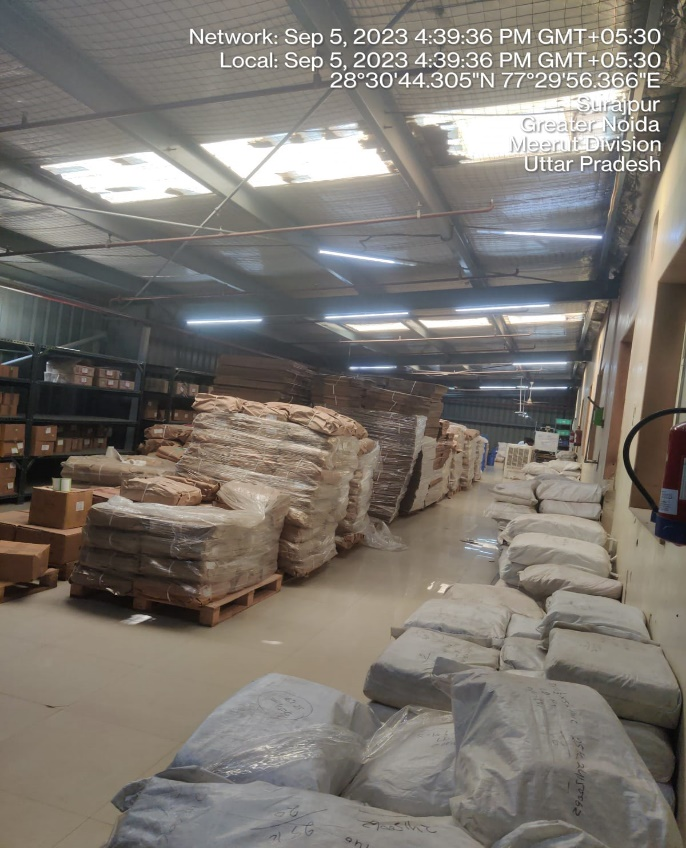 Network: Sep 5, 2023 4:39:36 PM GMT+05:30
Local: Sep 5, 2023 4:39:36 PM GMT+05:30
28°30'44.305"N 77°29'56.366"E
Surajpur
Greater Noida
Meerut Division
Uttar Pradesh